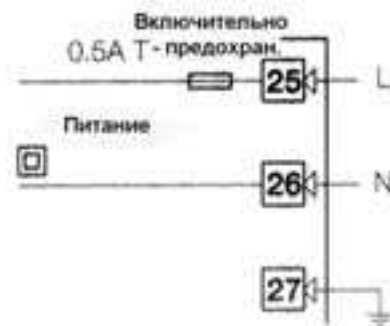 Включительно
0.5A T - предохран.
25 L
Питание
26 N
27